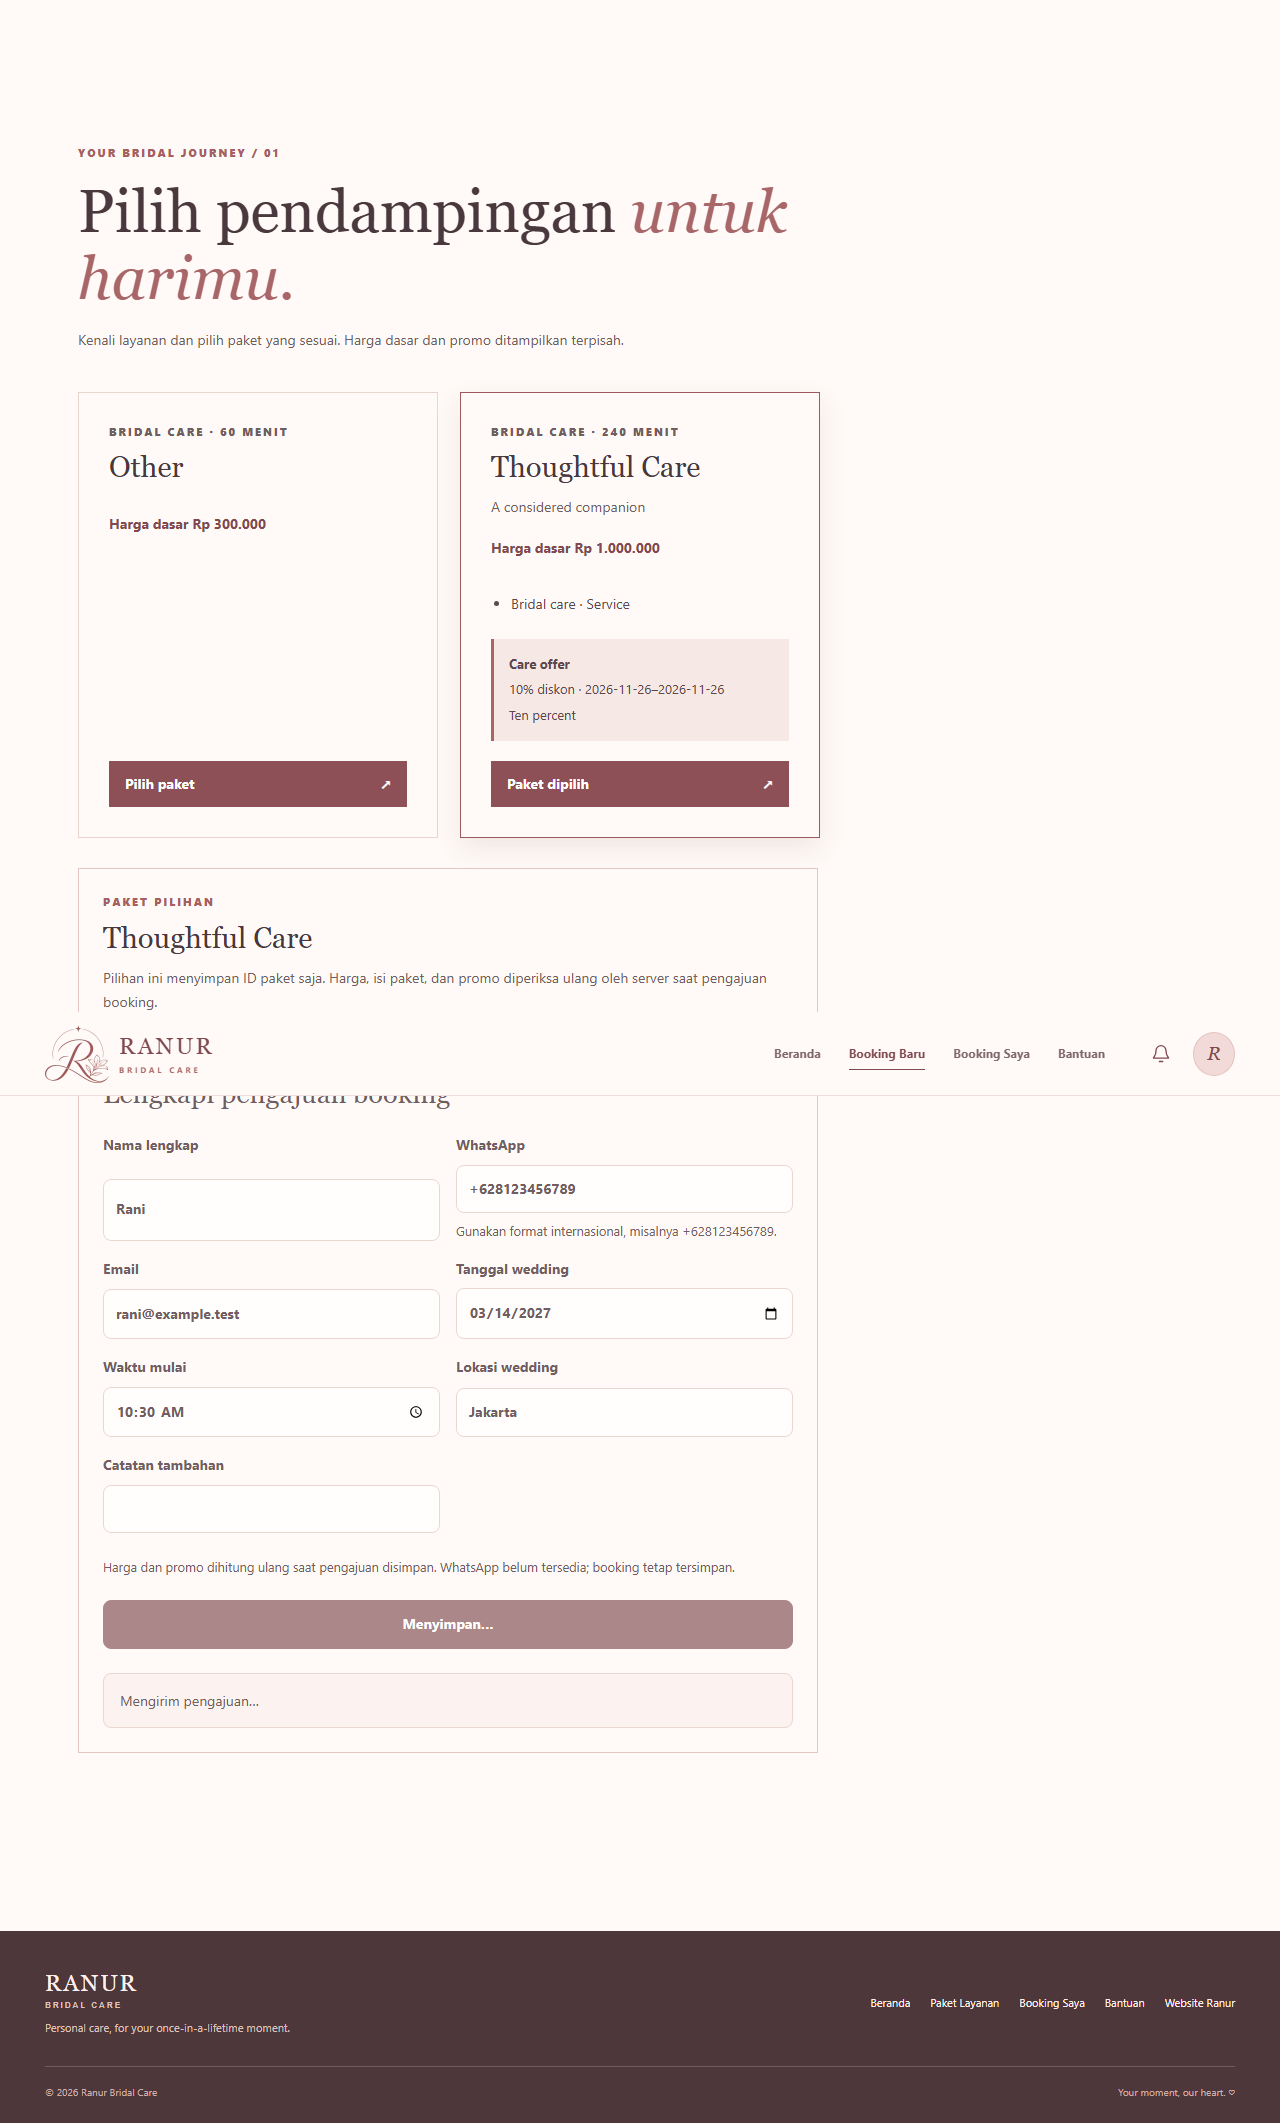 YOUR BRIDAL JOURNEY / 01
Pilih pendampingan untuk
harimu.
Kenali layanan dan pilih paket yang sesuai. Harga dasar dan promo ditampilkan terpisah.
BRIDAL CARE · 60 MENIT
Other
Harga dasar Rp 300.000
Pilih paket ↗
BRIDAL CARE · 240 MENIT
Thoughtful Care
A considered companion
Harga dasar Rp 1.000.000
• Bridal care · Service
Care offer
10% diskon · 2026-11-26–2026-11-26
Ten percent
Paket dipilih ↗
PAKET PILIHAN
Thoughtful Care
Pilihan ini menyimpan ID paket saja. Harga, isi paket, dan promo diperiksa ulang oleh server saat pengajuan
booking.
R RANUR
BRIDAL CARE
Beranda Booking Baru Booking Saya Bantuan R
Lengkapi pengajuan booking
Nama lengkap
Rani
WhatsApp
+628123456789
Gunakan format internasional, misalnya +628123456789.
Email
rani@example.test
Tanggal wedding
03/14/2027
Waktu mulai
10:30 AM
Lokasi wedding
Jakarta
Catatan tambahan
Harga dan promo dihitung ulang saat pengajuan disimpan. WhatsApp belum tersedia; booking tetap tersimpan.
Menyimpan...
Mengirim pengajuan...
RANUR
BRIDAL CARE
Personal care, for your once-in-a-lifetime moment.
Beranda Paket Layanan Booking Saya Bantuan Website Ranur
© 2026 Ranur Bridal Care
Your moment, our heart. ♡